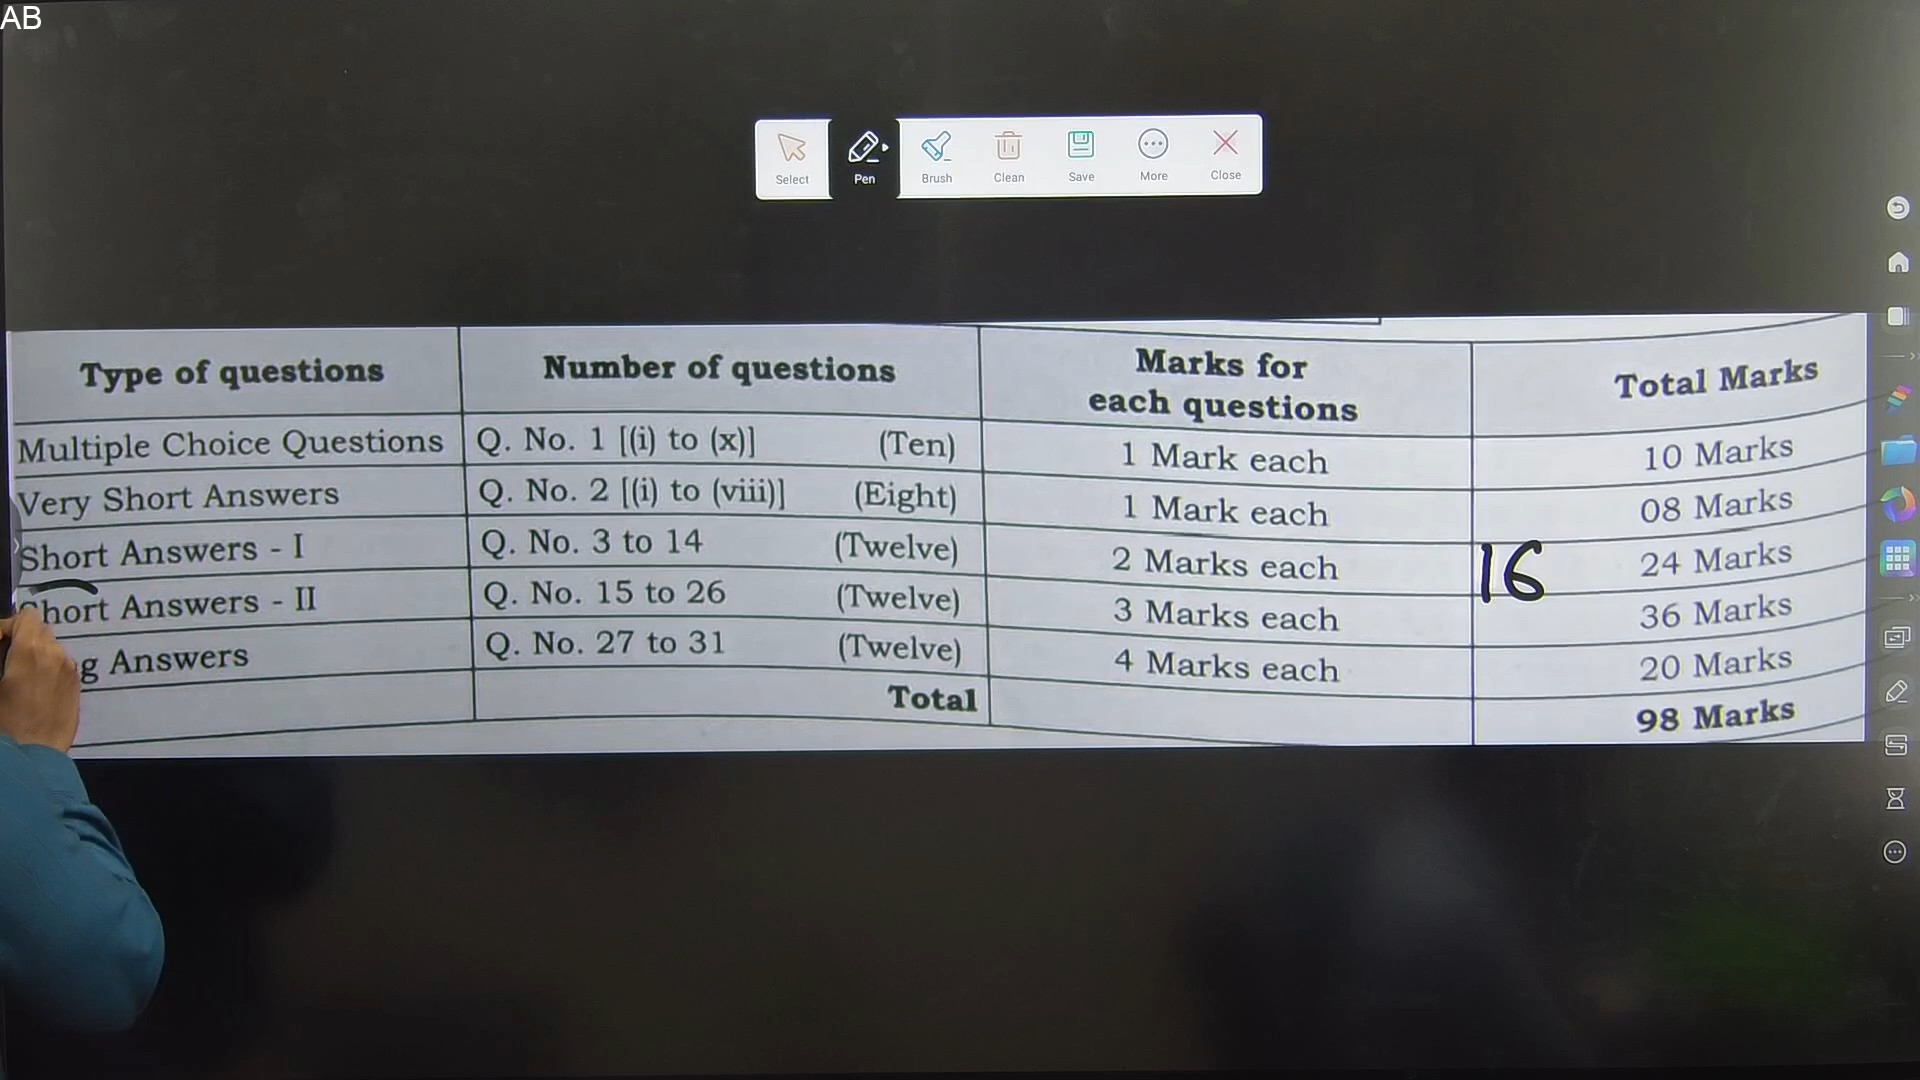 AB
Select Pen Brush Clean Save More Close
Type of questions Number of questions Marks for each questions Total Marks
Multiple Choice Questions Q. No. 1 [(i) to (x)] (Ten) 1 Mark each 10 Marks
Very Short Answers Q. No. 2 [(i) to (viii)] (Eight) 1 Mark each 08 Marks
Short Answers - I Q. No. 3 to 14 (Twelve) 2 Marks each 16 24 Marks
Short Answers - II Q. No. 15 to 26 (Twelve) 3 Marks each 36 Marks
g Answers Q. No. 27 to 31 (Twelve) 4 Marks each 20 Marks
Total 98 Marks